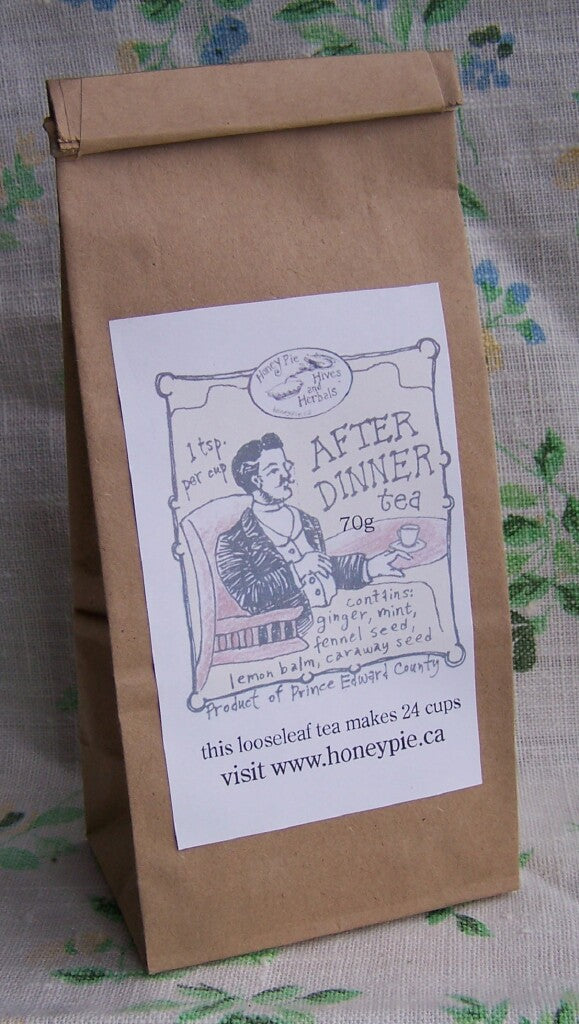 Honey Pie
Hives
and
Herbals
1 tsp.
per cup
AFTER
DINNER
tea
70g
contains:
ginger, mint,
fennel seed,
lemon balm, caraway seed
Product of Prince Edward County
this looseleaf tea makes 24 cups
visit www.honeypie.ca